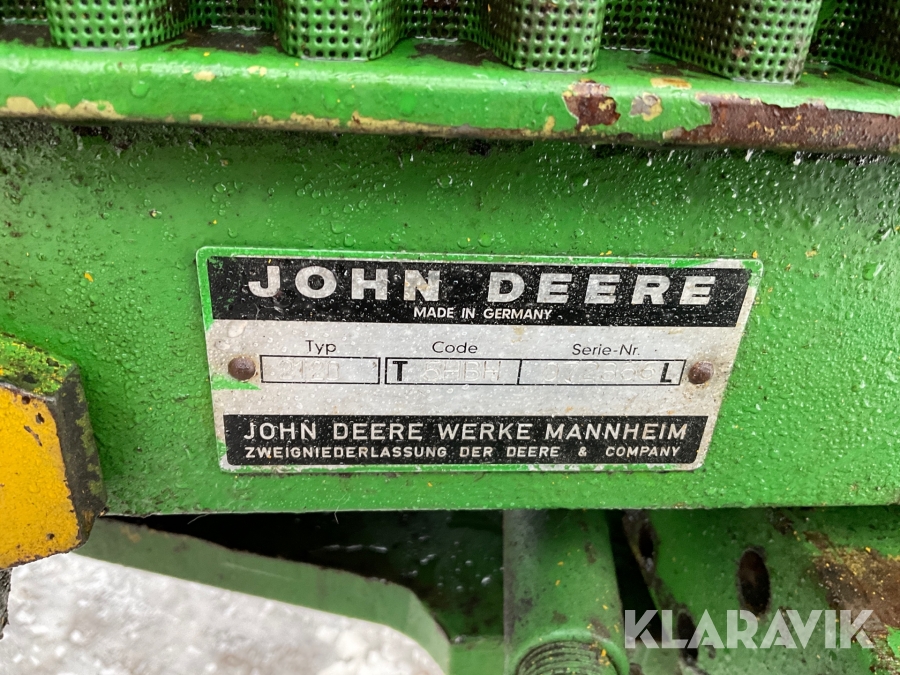 JOHN DEERE
MADE IN GERMANY
Typ Code Serie-Nr.
T L
JOHN DEERE WERKE MANNHEIM
ZWEIGNIEDERLASSUNG DER DEERE & COMPANY
KLARAVIK